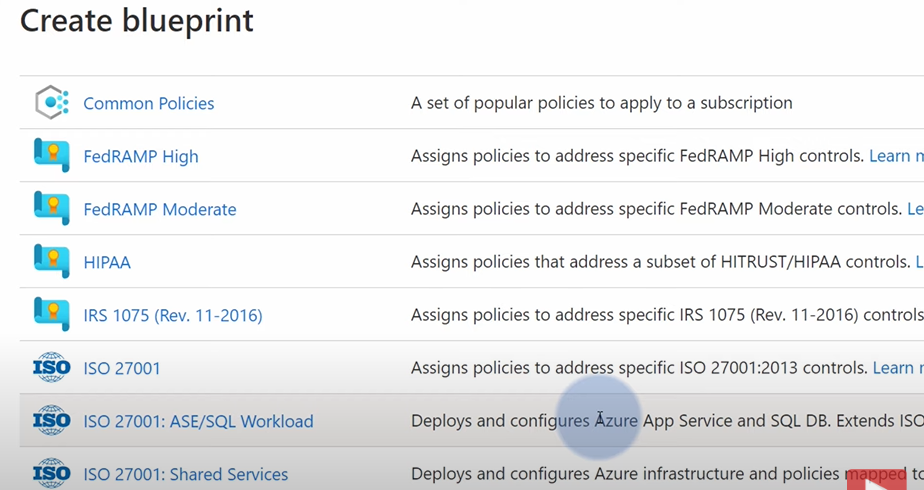 Create blueprint
Common Policies A set of popular policies to apply to a subscription
FedRAMP High Assigns policies to address specific FedRAMP High controls. Learn
FedRAMP Moderate Assigns policies to address specific FedRAMP Moderate controls.
HIPAA Assigns policies that address a subset of HITRUST/HIPAA controls.
IRS 1075 (Rev. 11-2016) Assigns policies to address specific IRS 1075 (Rev. 11-2016) controls
ISO ISO 27001 Assigns policies to address specific ISO 27001:2013 controls. Learn
ISO ISO 27001: ASE/SQL Workload Deploys and configures Azure App Service and SQL DB. Extends ISO
ISO ISO 27001: Shared Services Deploys and configures Azure infrastructure and policies mapped to